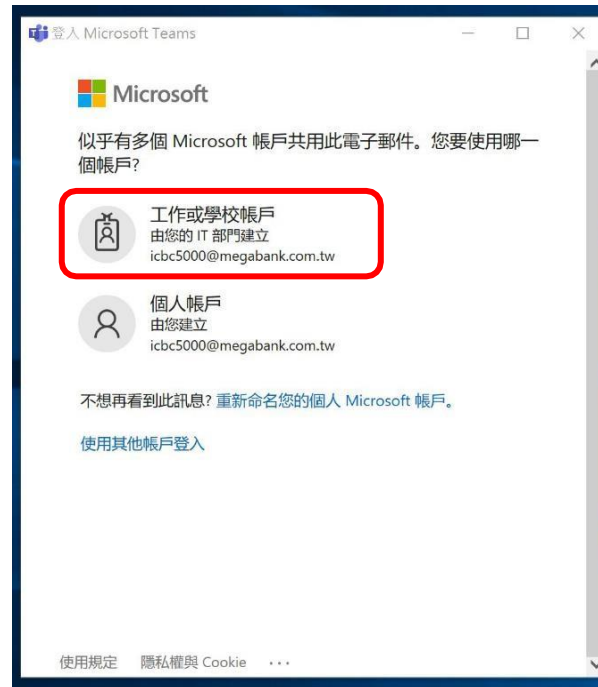 登入 Microsoft Teams
Microsoft
似乎有多個 Microsoft 帳戶共用此電子郵件。您要使用哪一
個帳戶?
工作或學校帳戶
由您的 IT 部門建立
icbc5000@megabank.com.tw
個人帳戶
由您建立
icbc5000@megabank.com.tw
不想再看到此訊息? 重新命名您的個人 Microsoft 帳戶。
使用其他帳戶登入
使用規定 隱私權與 Cookie ...